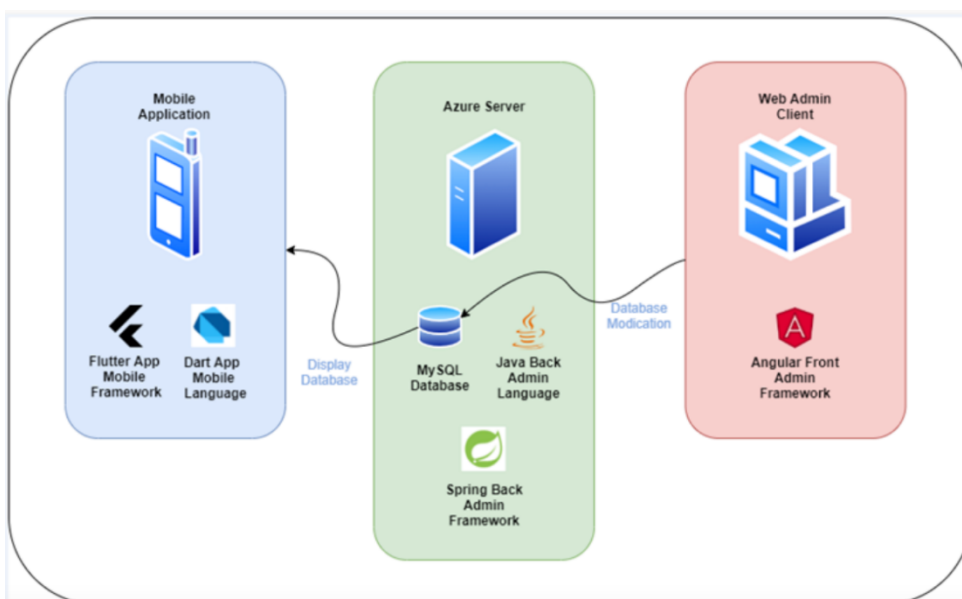 Mobile
Application
Flutter App
Mobile
Framework
Dart App
Mobile
Language
Display
Database
Azure Server
MySQL
Database
Java Back
Admin
Language
Spring Back
Admin
Framework
Database
Modication
Web Admin
Client
A
Angular Front
Admin
Framework